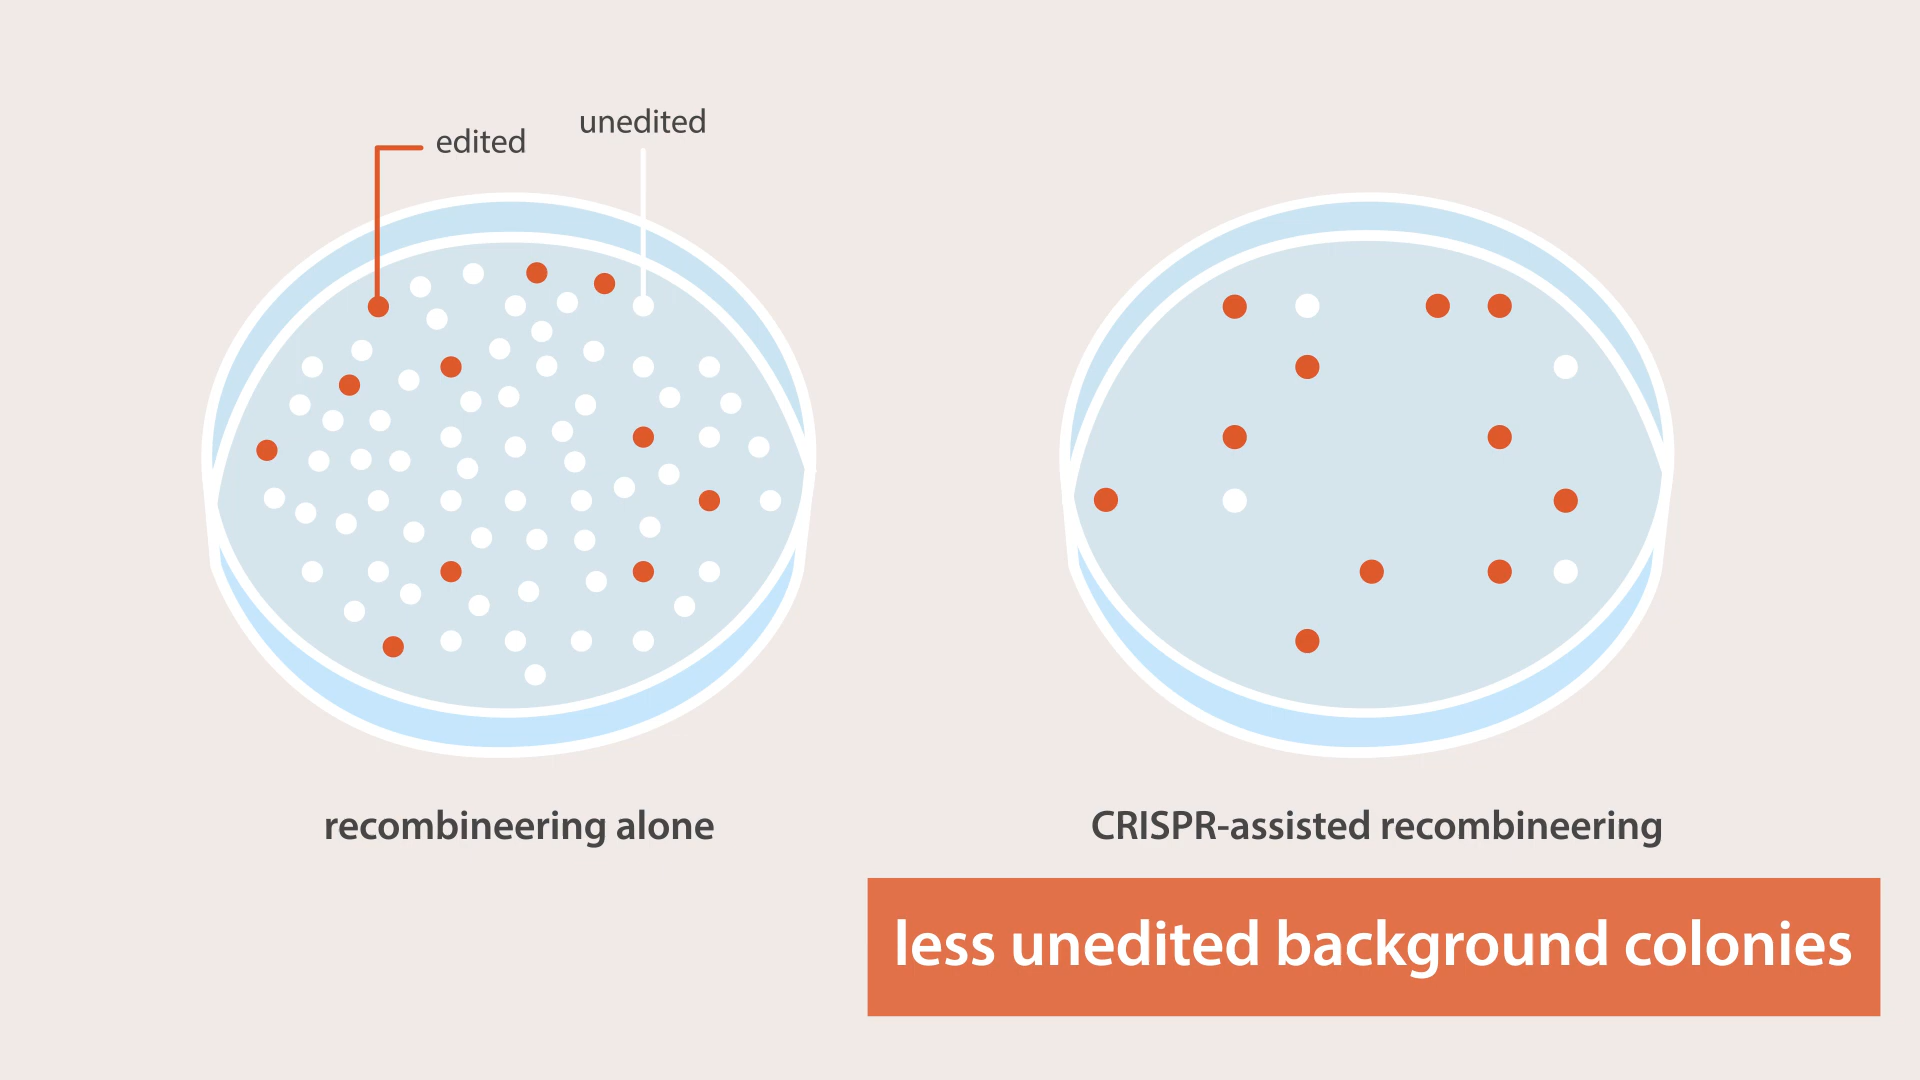 edited
unedited
recombineering alone
CRISPR-assisted recombineering
less unedited background colonies